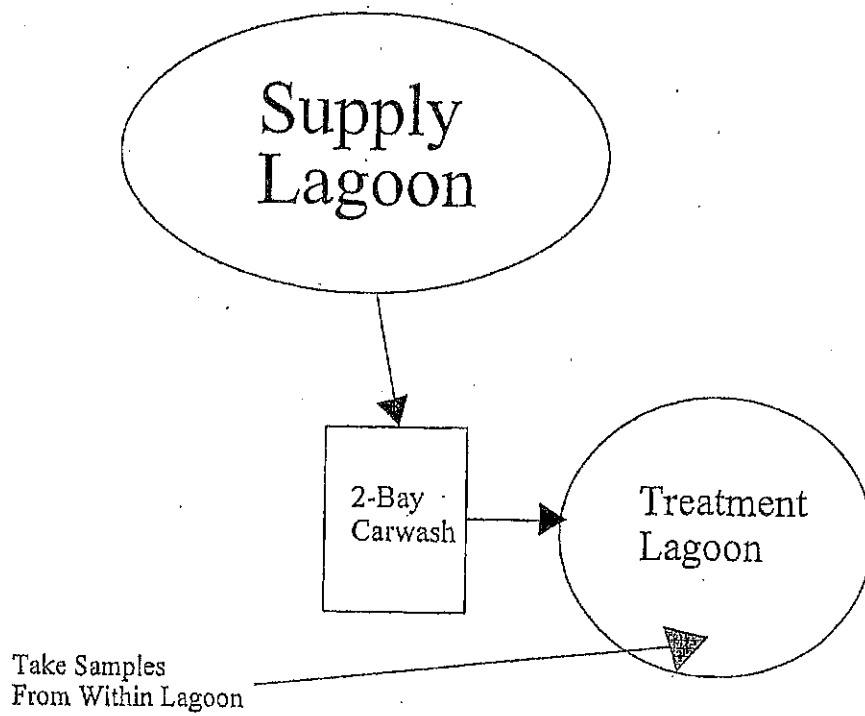 Supply
Lagoon
2-Bay
Carwash
Treatment
Lagoon
Take Samples
From Within Lagoon